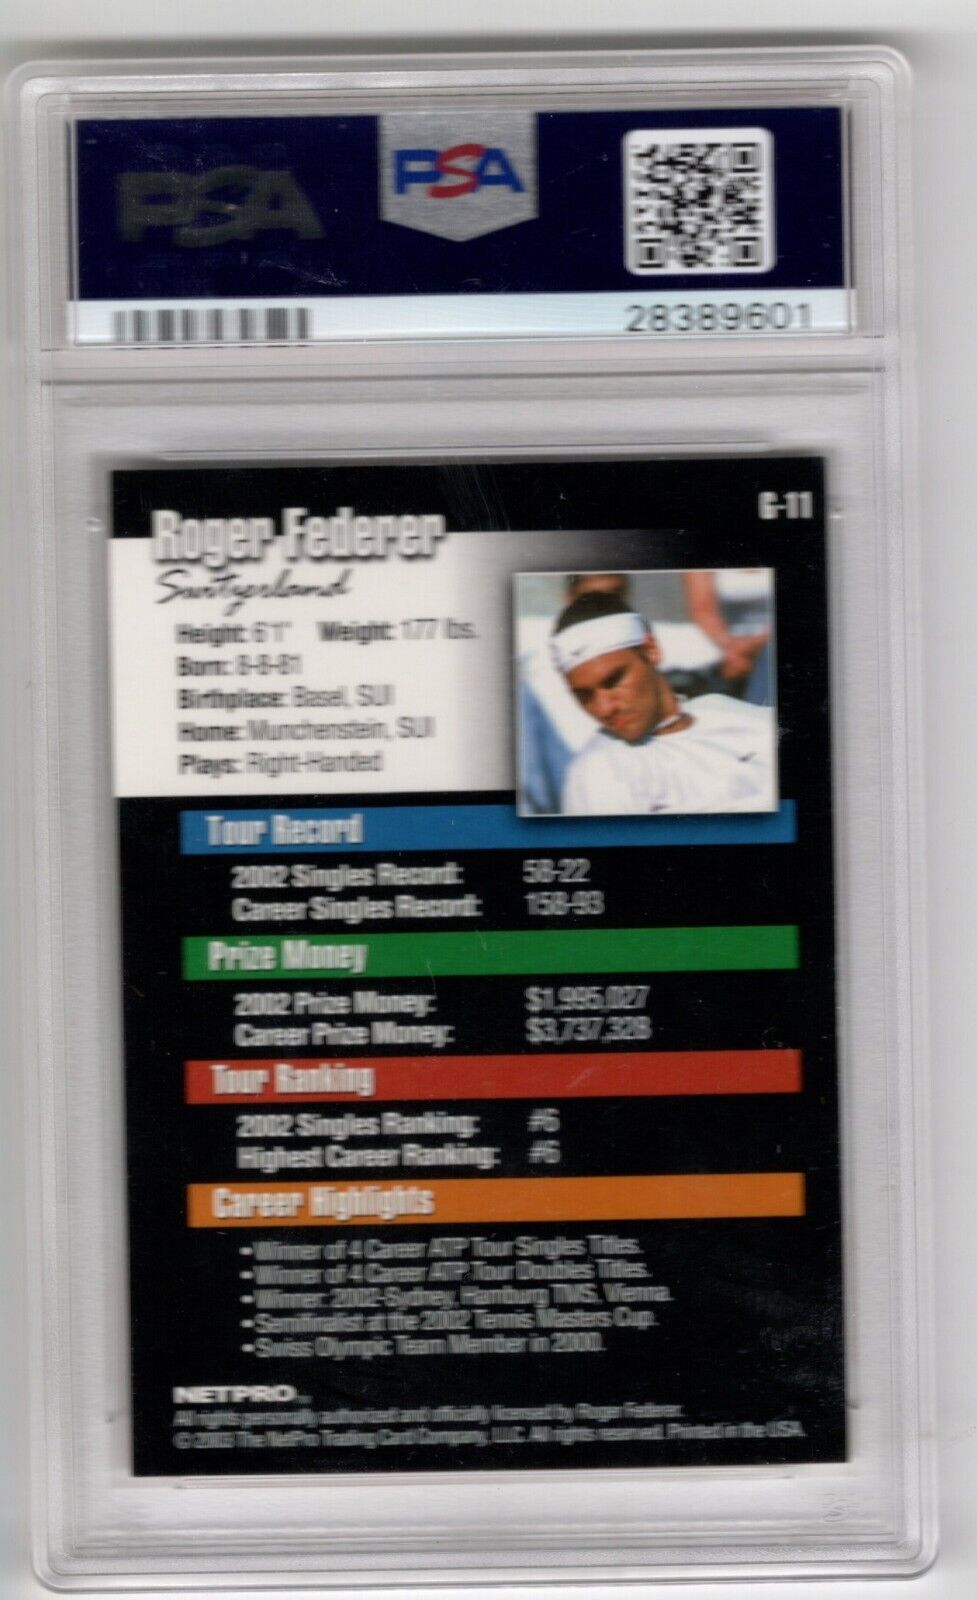 PSA
PSA
28389601
G-11
Roger Federer
Switzerland
Height: 6'1" Weight: 177 lbs.
Born: 8-8-81
Birthplace: Basel, SUI
Home: Munchenstein, SUI
Plays: Right-Handed
Tour Record
2002 Singles Record: 58-22
Career Singles Record: 158-93
Prize Money
2002 Prize Money: $1,995,027
Career Prize Money: $3,737,328
Tour Ranking
2002 Singles Ranking: #6
Highest Career Ranking: #6
Career Highlights
• Winner of 4 Career ATP Tour Singles Titles.
• Winner of 4 Career ATP Tour Doubles Titles.
• Winner: 2002-Sydney, Hamburg TMS, Vienna.
• Semifinalist at the 2002 Tennis Masters Cup.
• Swiss Olympic Team Member in 2000.
NETPRO™
All rights personally authorized and officially licensed by Roger Federer.
© 2003 The NetPro Trading Card Company, LLC. All rights reserved. Printed in the USA.